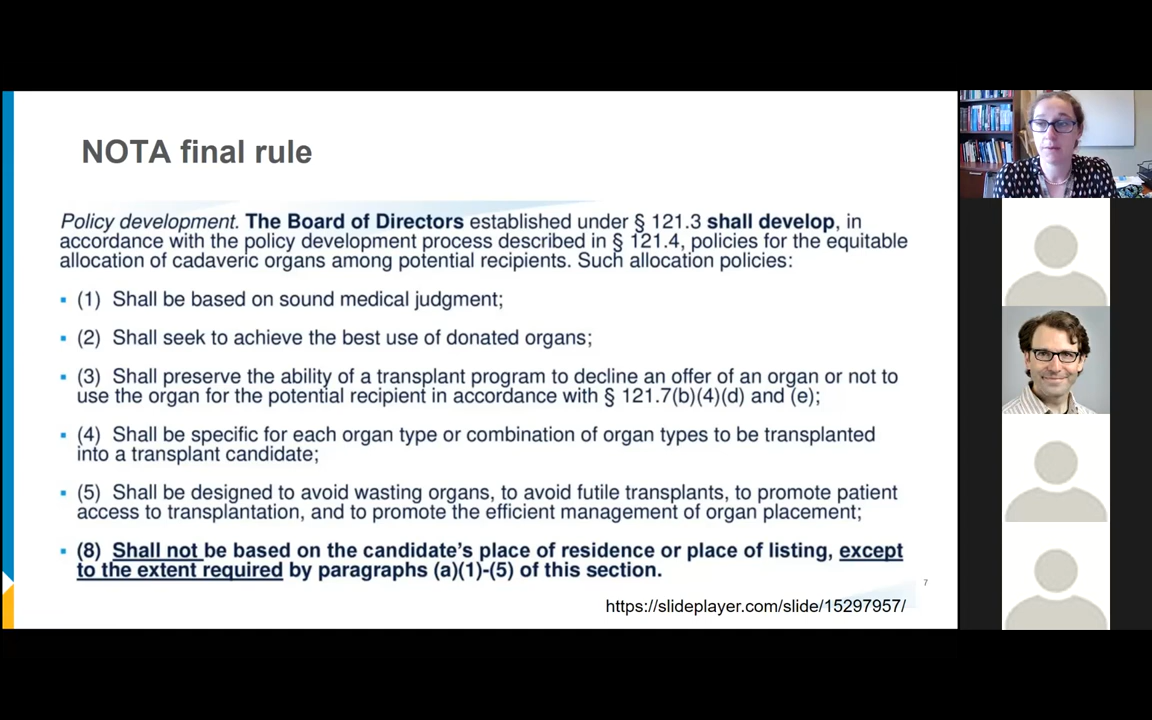 NOTA final rule
Policy development. The Board of Directors established under § 121.3 shall develop, in
accordance with the policy development process described in § 121.4, policies for the equitable
allocation of cadaveric organs among potential recipients. Such allocation policies:
▪ (1) Shall be based on sound medical judgment;
▪ (2) Shall seek to achieve the best use of donated organs;
▪ (3) Shall preserve the ability of a transplant program to decline an offer of an organ or not to
use the organ for the potential recipient in accordance with § 121.7(b)(4)(d) and (e);
▪ (4) Shall be specific for each organ type or combination of organ types to be transplanted
into a transplant candidate;
▪ (5) Shall be designed to avoid wasting organs, to avoid futile transplants, to promote patient
access to transplantation, and to promote the efficient management of organ placement;
▪ (8) Shall not be based on the candidate's place of residence or place of listing, except
to the extent required by paragraphs (a)(1)-(5) of this section.
7
https://slideplayer.com/slide/15297957/